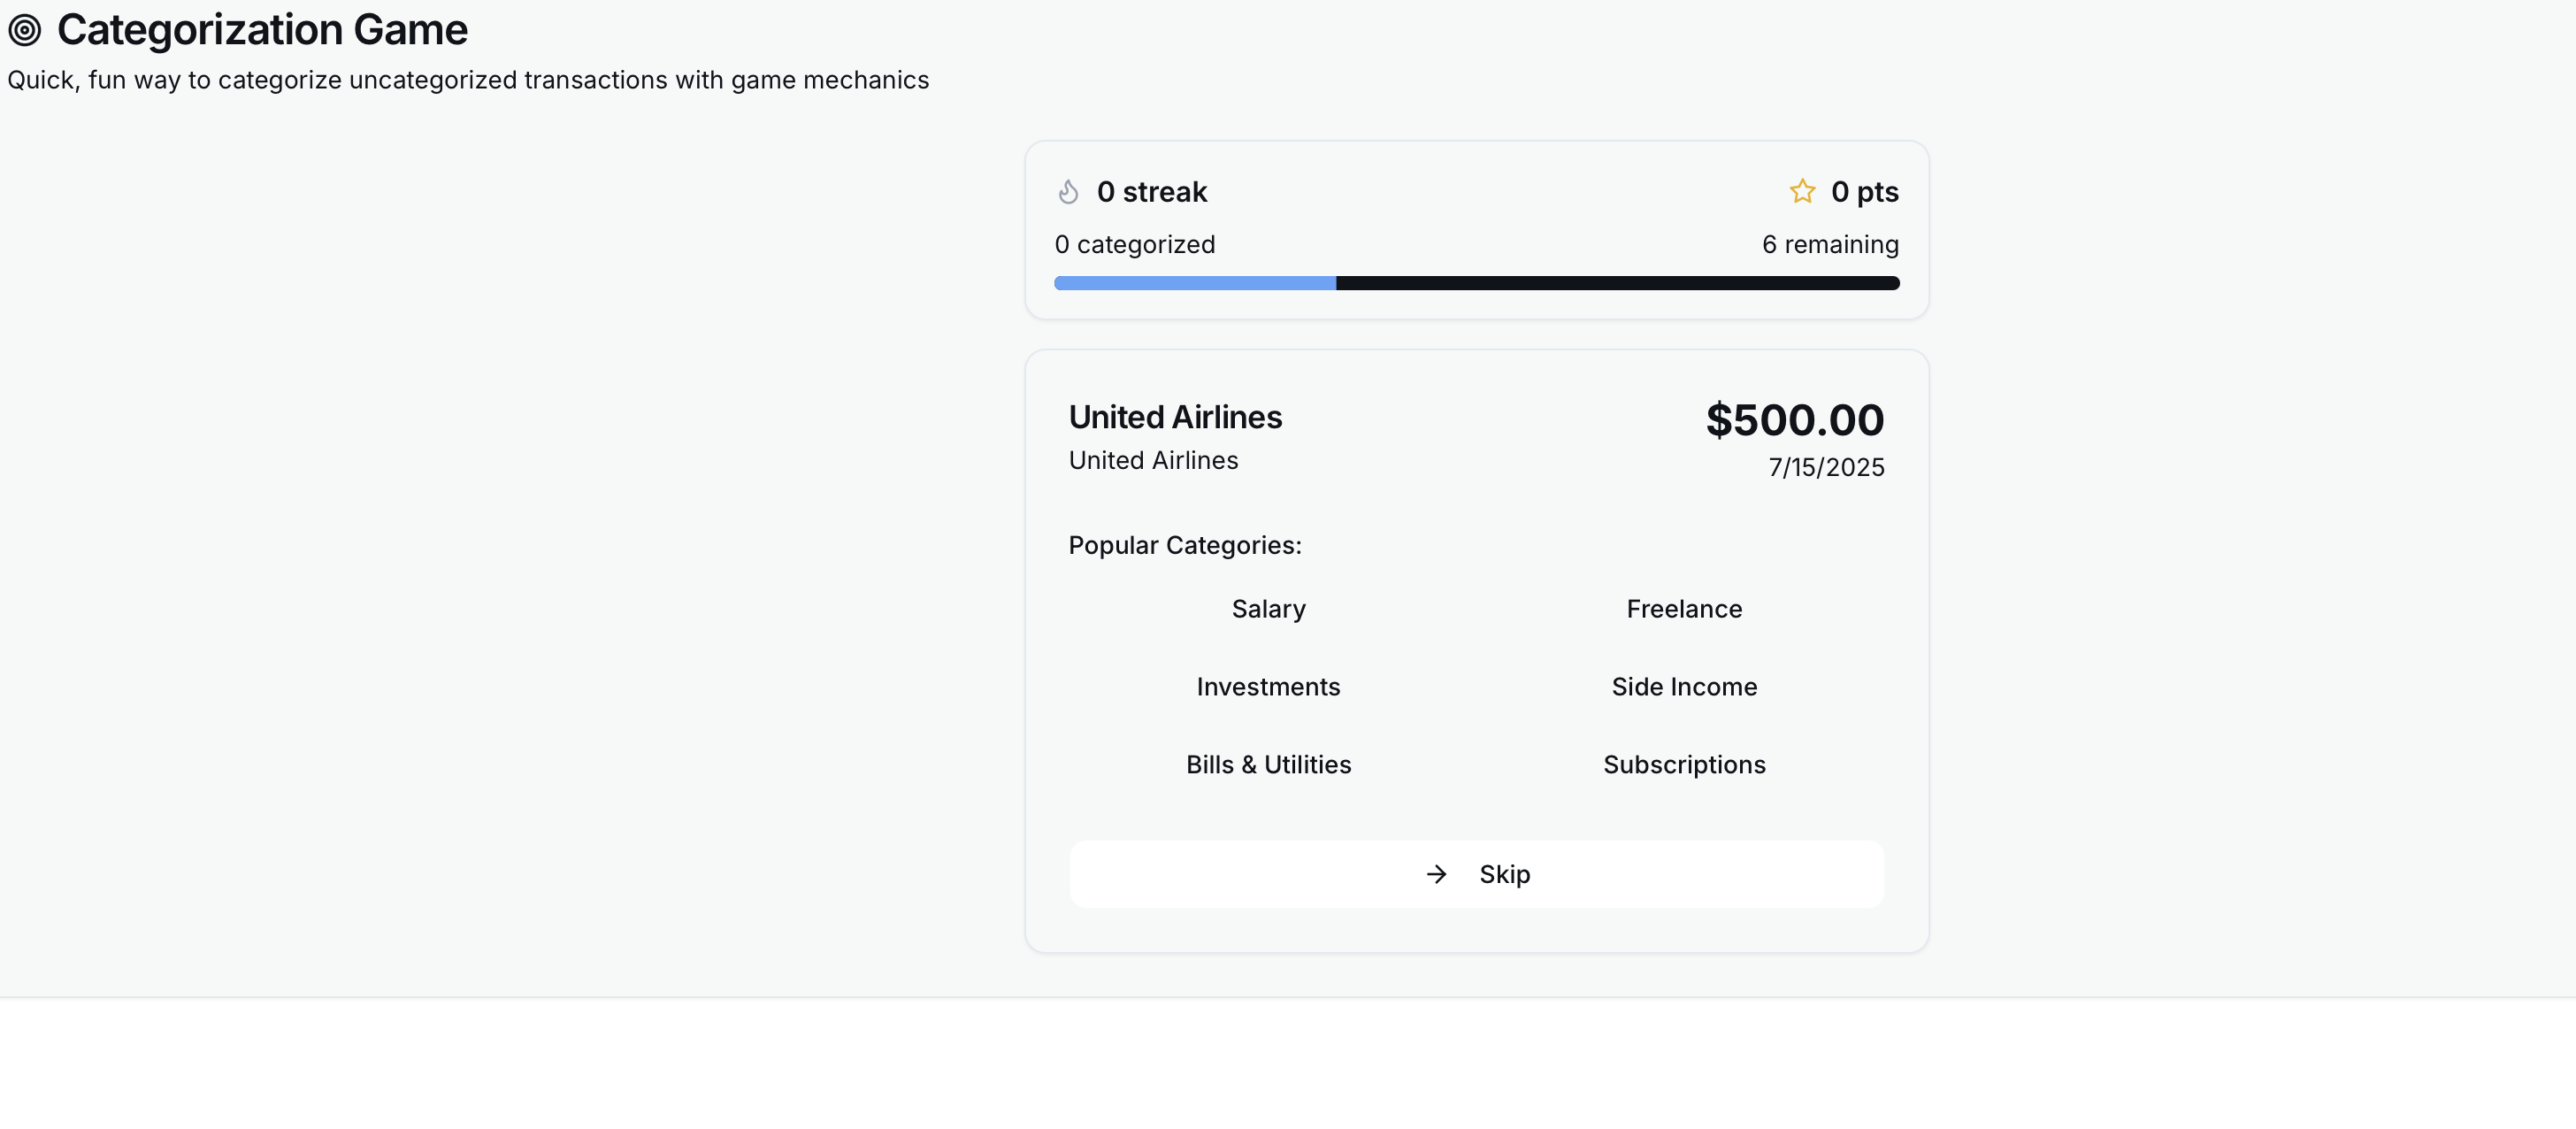 Categorization Game
Quick, fun way to categorize uncategorized transactions with game mechanics
0 streak
0 pts
0 categorized
6 remaining
United Airlines
$500.00
United Airlines
7/15/2025
Popular Categories:
Salary
Freelance
Investments
Side Income
Bills & Utilities
Subscriptions
Skip